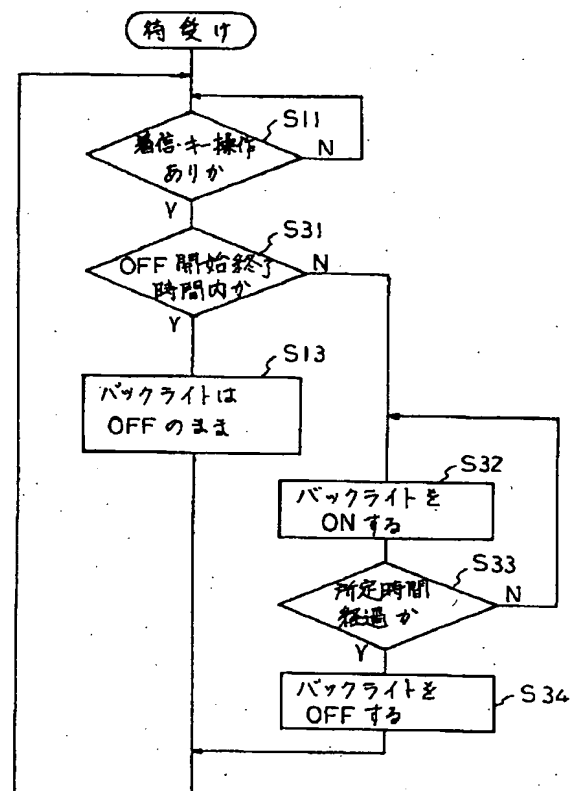 待受け
S11
着信・キー操作
ありか
N
Y
S31
OFF開始終了
時間内か
N
Y
S13
バックライトは
OFFのまま
S32
バックライトを
ONする
S33
所定時間
経過か
N
Y
バックライトを
OFFする
S34